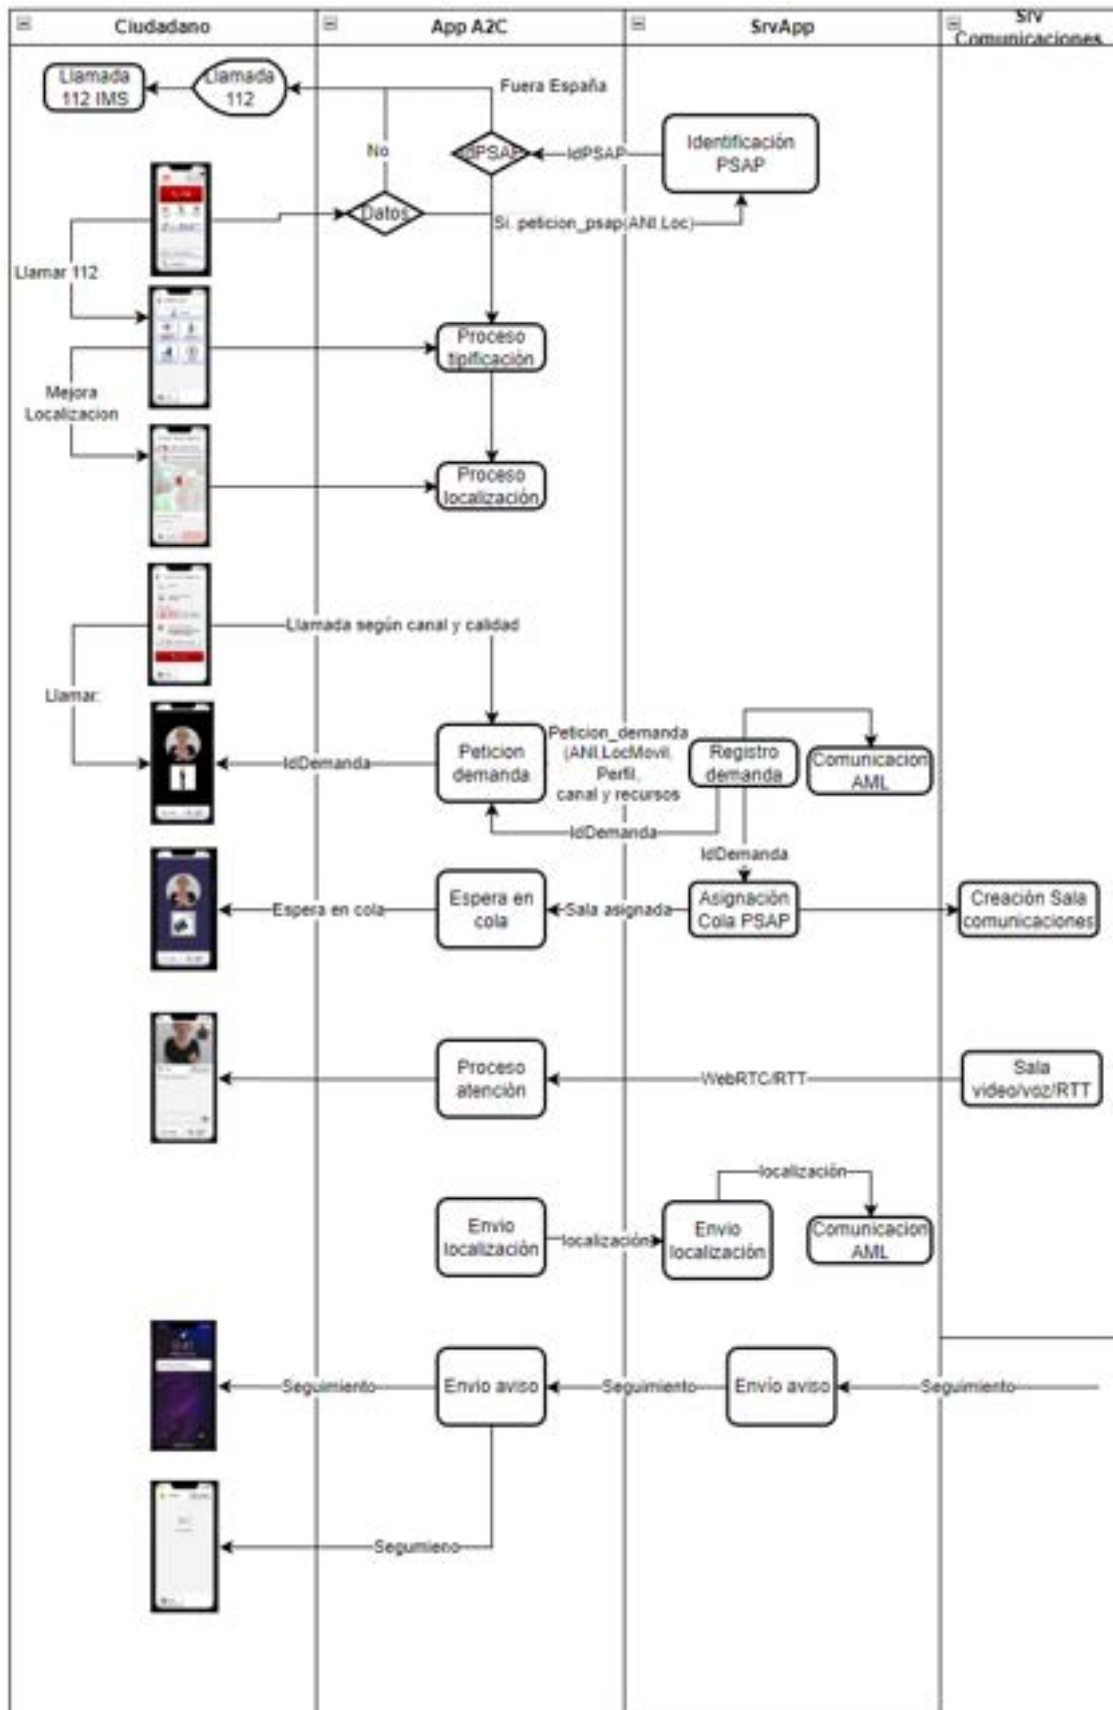 Ciudadano
App A2C
SrvApp
Srv
Comunicaciones
Llamada
112 IMS
Llamada
112
Fuera España
IdPSAP
IdPSAP
Identificación
PSAP
No
Datos
Si. peticion_psap(ANI,Loc)
Llamar 112
Proceso
tipificación
Mejora
Localizacion
Proceso
localización
Llamada según canal y calidad
Llamar:
Peticion
demanda
Peticion_demanda
(ANI,LocMovil,
Perfil,
canal y recursos
Registro
demanda
Comunicacion
AML
IdDemanda
IdDemanda
IdDemanda
Espera en cola
Espera en
cola
Sala asignada
Asignación
Cola PSAP
Creación Sala
comunicaciones
Proceso
atención
WebRTC/RTT
Sala
video/voz/RTT
localización
Envio
localización
localización
Envio
localización
Comunicacion
AML
Seguimiento
Envio aviso
Seguimiento
Envío aviso
Seguimiento
Segumieno